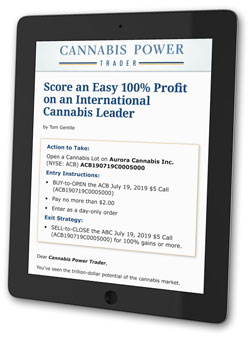 CANNABIS POWER
TRADER
Score an Easy 100% Profit
on an International
Cannabis Leader
by Tom Gentile
Action to Take:
Open a Cannabis Lot on Aurora Cannabis Inc.
(NYSE: ACB) ACB190719C0005000
Entry Instructions:
• BUY-to-OPEN the ACB July 19, 2019 $5 Call
(ACB190719C0005000)
• Pay no more than $2.00
• Enter as a day-only order
Exit Strategy:
• SELL-to-CLOSE the ABC July 19, 2019 $5 Call
(ACB190719C0005000) for 100% gains or more.
Dear Cannabis Power Trader,
You've seen the trillion-dollar potential of the cannabis market.